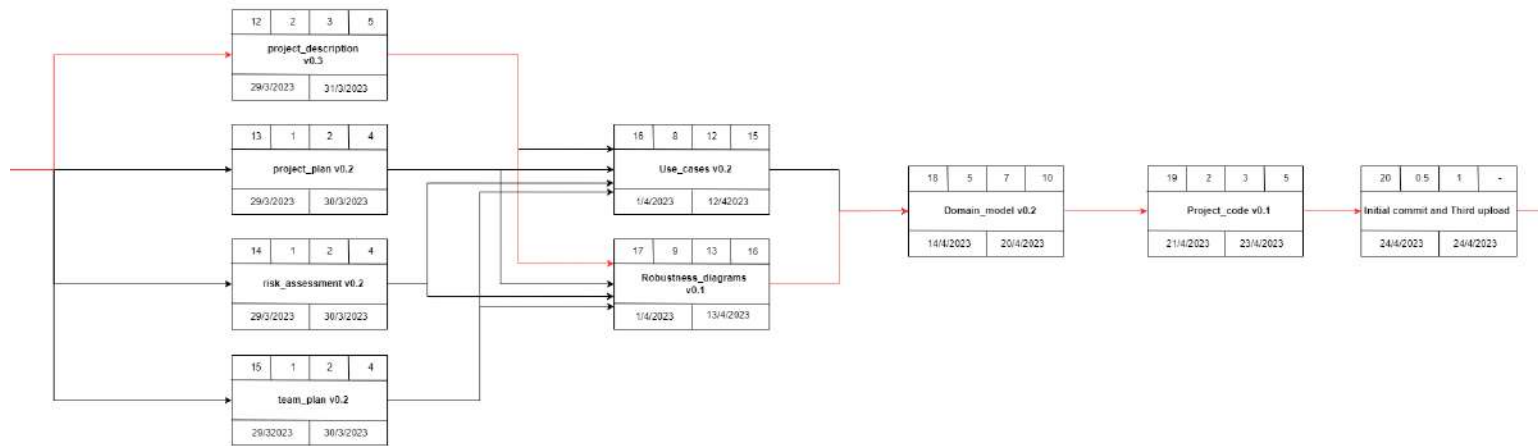 12 2 3 5
project_description
v0.3
29/3/2023 31/3/2023
13 1 2 4
project_plan v0.2
29/3/2023 30/3/2023
14 1 2 4
risk_assessment v0.2
29/3/2023 30/3/2023
15 1 2 4
team_plan v0.2
29/32023 30/3/2023
16 8 12 15
Use_cases v0.2
1/4/2023 12/42023
17 9 13 16
Robustness_diagrams
v0.1
1/4/2023 13/4/2023
18 5 7 10
Domain_model v0.2
14/4/2023 20/4/2023
19 2 3 5
Project_code v0.1
21/4/2023 23/4/2023
20 0.5 1 -
Initial commit and Third upload
24/4/2023 24/4/2023